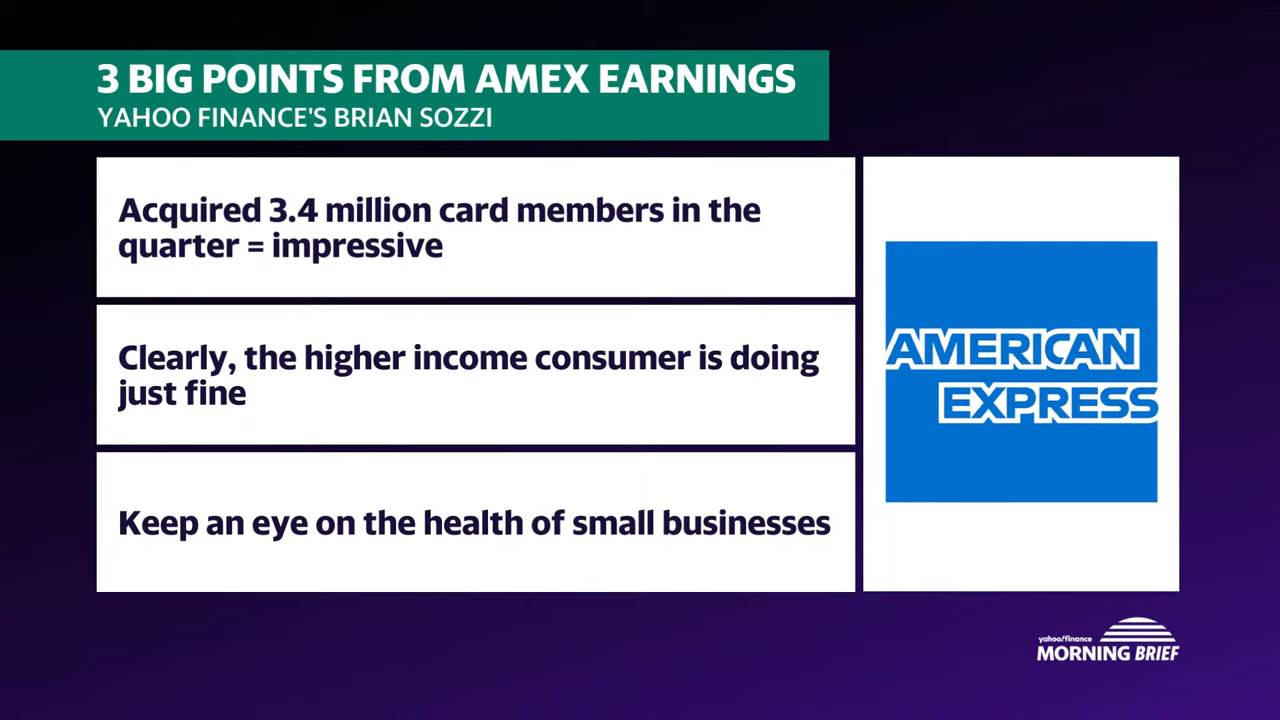 3 BIG POINTS FROM AMEX EARNINGS
YAHOO FINANCE'S BRIAN SOZZI
Acquired 3.4 million card members in the
quarter = impressive
Clearly, the higher income consumer is doing
just fine
Keep an eye on the health of small businesses
AMERICAN
EXPRESS
yahoo!finance
MORNING BRIEF